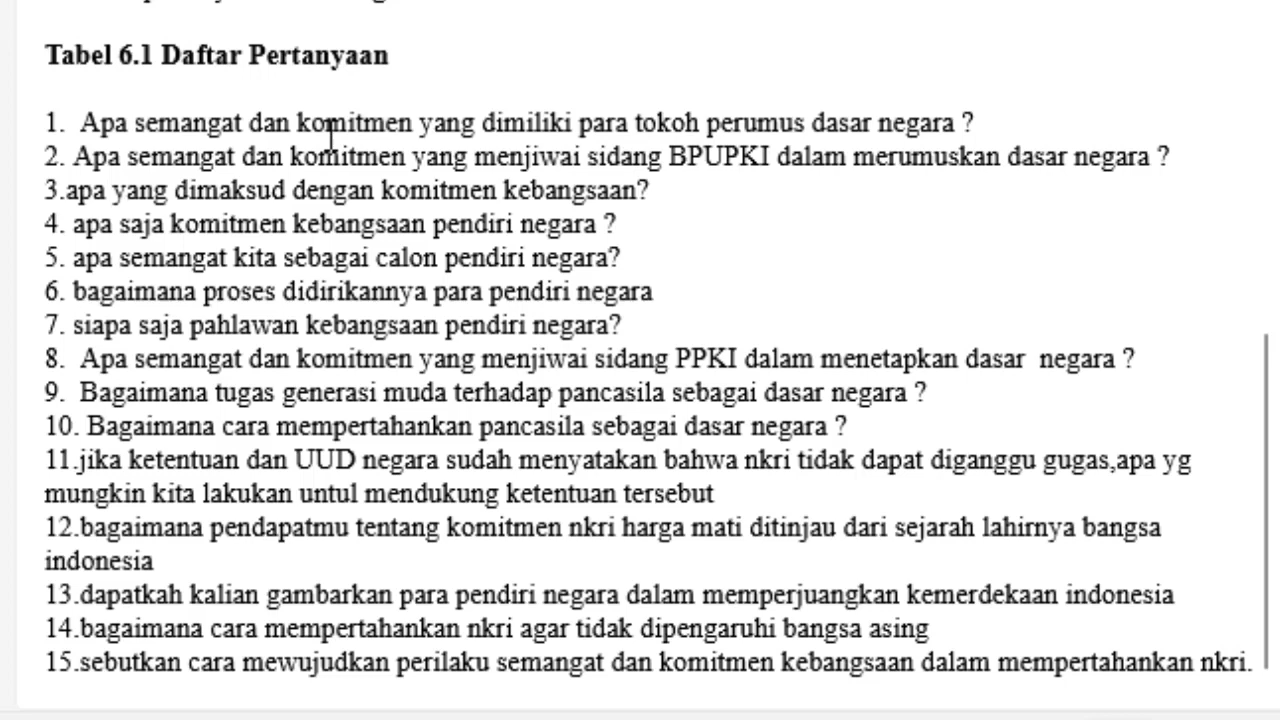 Tabel 6.1 Daftar Pertanyaan
1. Apa semangat dan komitmen yang dimiliki para tokoh perumus dasar negara ?
2. Apa semangat dan komitmen yang menjiwai sidang BPUPKI dalam merumuskan dasar negara ?
3.apa yang dimaksud dengan komitmen kebangsaan?
4. apa saja komitmen kebangsaan pendiri negara ?
5. apa semangat kita sebagai calon pendiri negara?
6. bagaimana proses didirikannya para pendiri negara
7. siapa saja pahlawan kebangsaan pendiri negara?
8. Apa semangat dan komitmen yang menjiwai sidang PPKI dalam menetapkan dasar negara ?
9. Bagaimana tugas generasi muda terhadap pancasila sebagai dasar negara ?
10. Bagaimana cara mempertahankan pancasila sebagai dasar negara ?
11.jika ketentuan dan UUD negara sudah menyatakan bahwa nkri tidak dapat diganggu gugas,apa yg
mungkin kita lakukan untul mendukung ketentuan tersebut
12.bagaimana pendapatmu tentang komitmen nkri harga mati ditinjau dari sejarah lahirnya bangsa
indonesia
13.dapatkah kalian gambarkan para pendiri negara dalam memperjuangkan kemerdekaan indonesia
14.bagaimana cara mempertahankan nkri agar tidak dipengaruhi bangsa asing
15.sebutkan cara mewujudkan perilaku semangat dan komitmen kebangsaan dalam mempertahankan nkri.